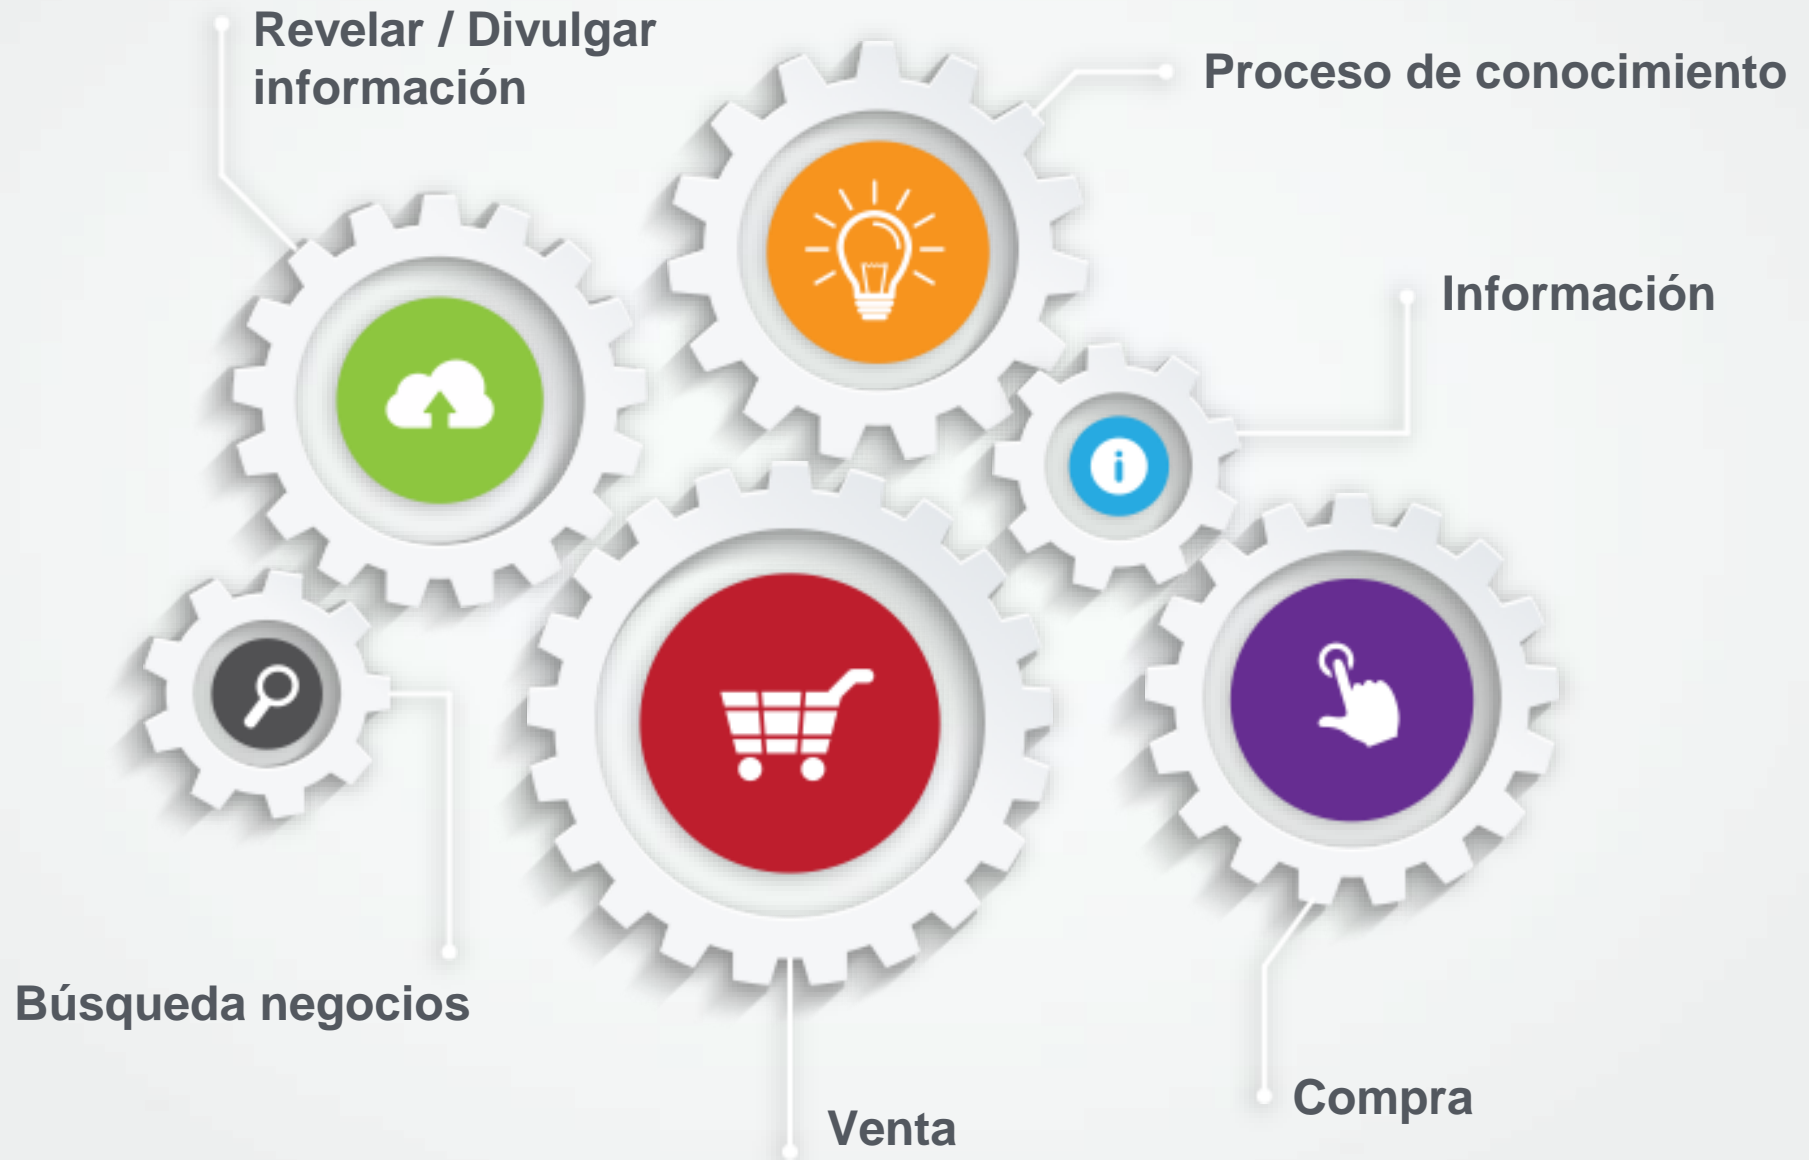 Revelar / Divulgar
información
Proceso de conocimiento
Información
i
Búsqueda negocios
Compra
Venta